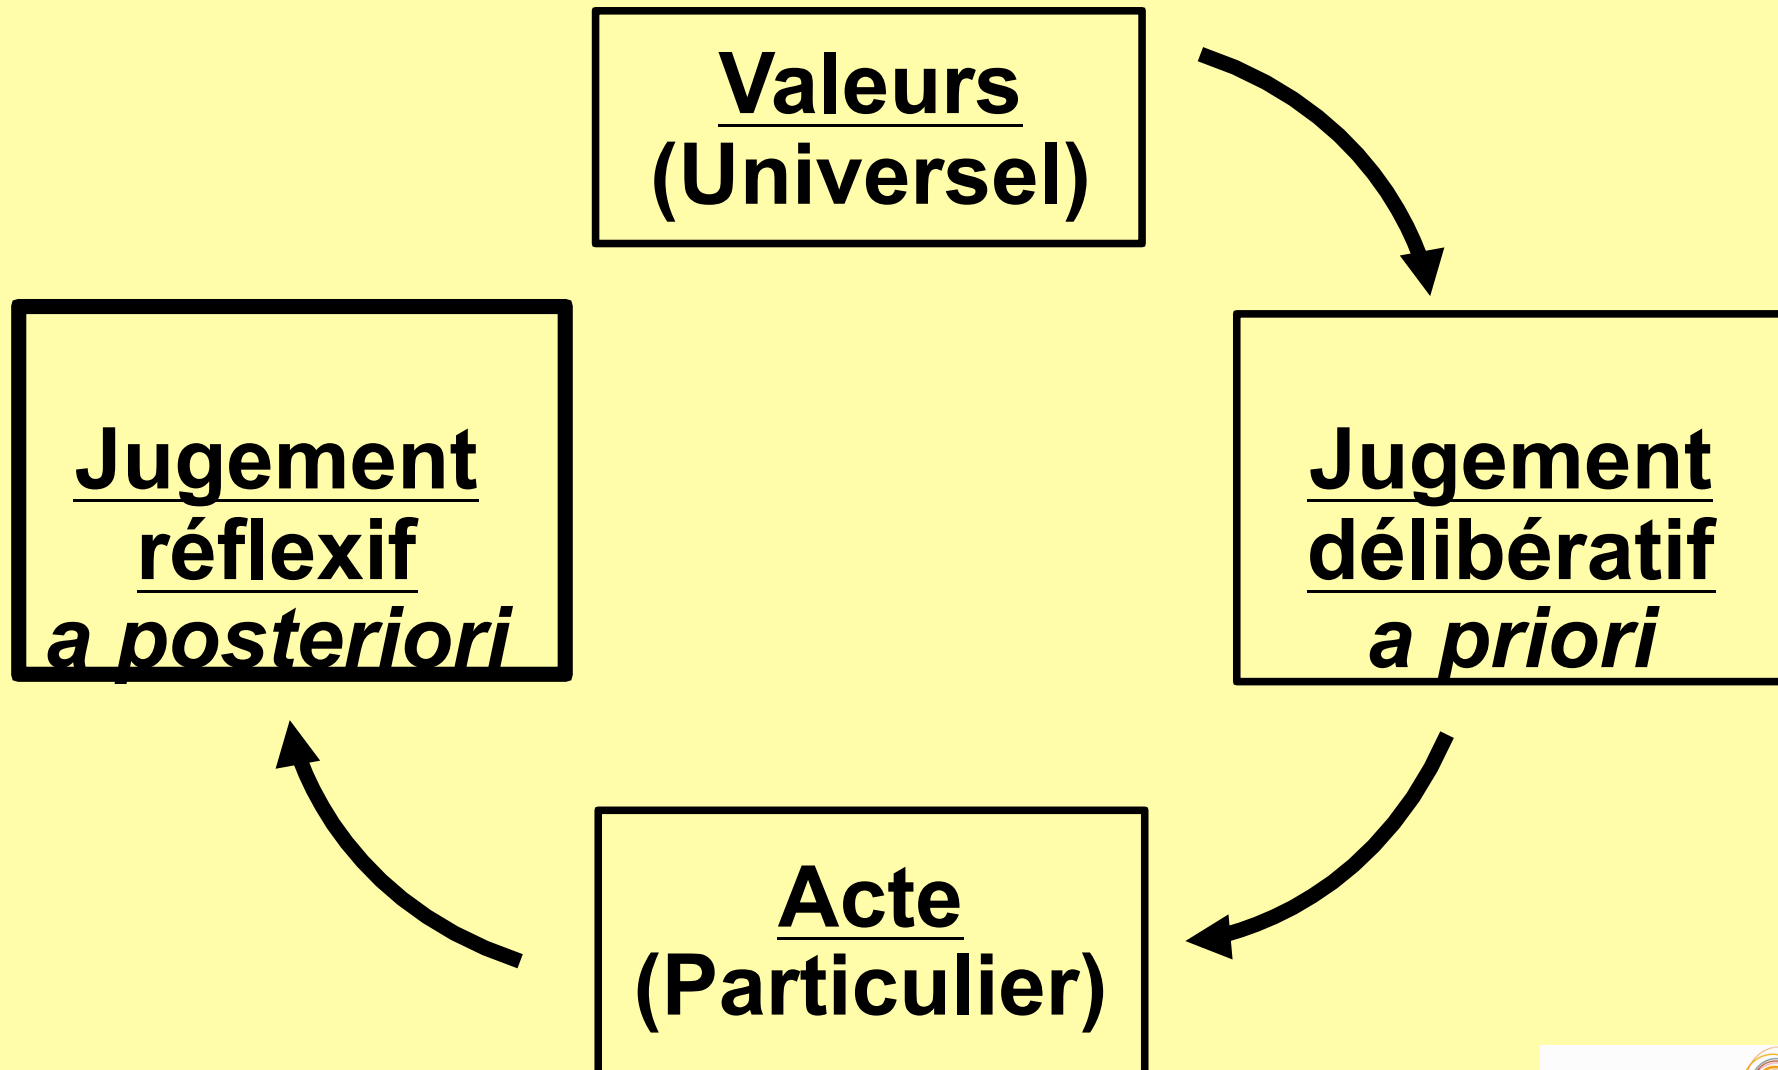 Valeurs
(Universel)
Jugement
réflexif
a posteriori
Jugement
délibératif
a priori
Acte
(Particulier)